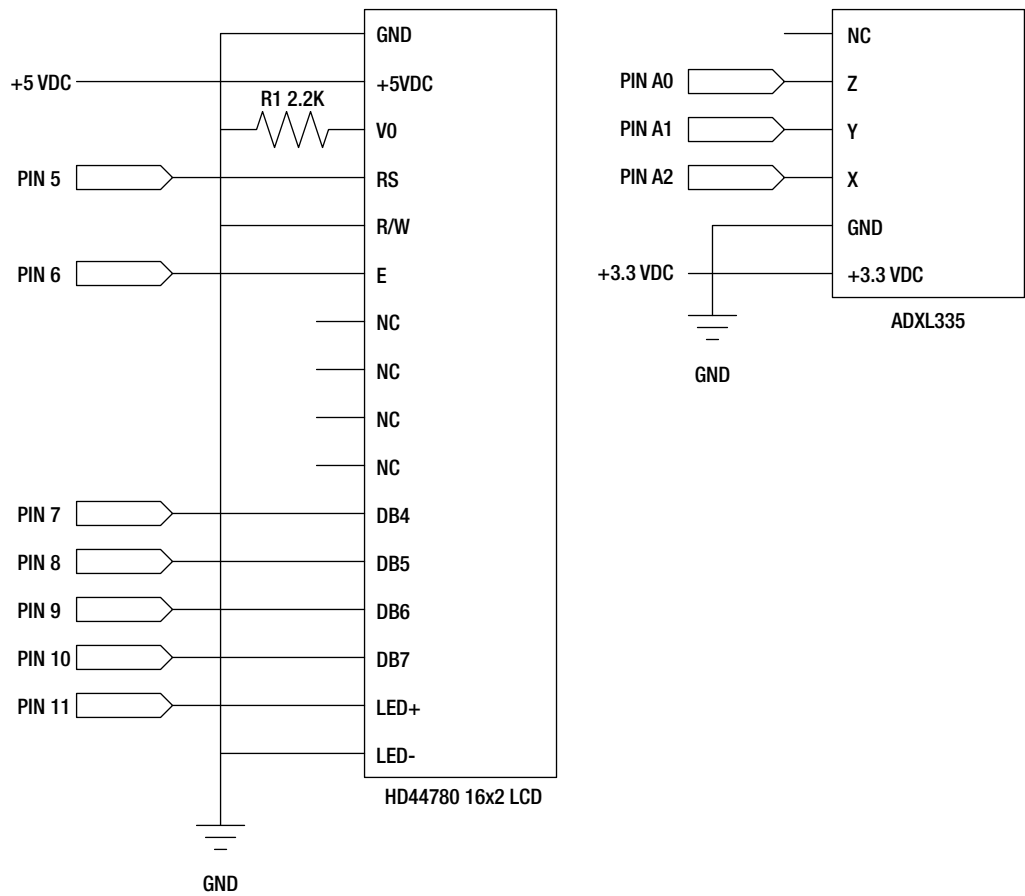 GND
+5 VDC
+5VDC
R1 2.2K
V0
PIN 5
RS
R/W
PIN 6
E
NC
NC
NC
NC
PIN 7
DB4
PIN 8
DB5
PIN 9
DB6
PIN 10
DB7
PIN 11
LED+
LED-
HD44780 16x2 LCD
GND
NC
PIN A0
Z
PIN A1
Y
PIN A2
X
GND
+3.3 VDC
+3.3 VDC
ADXL335
GND